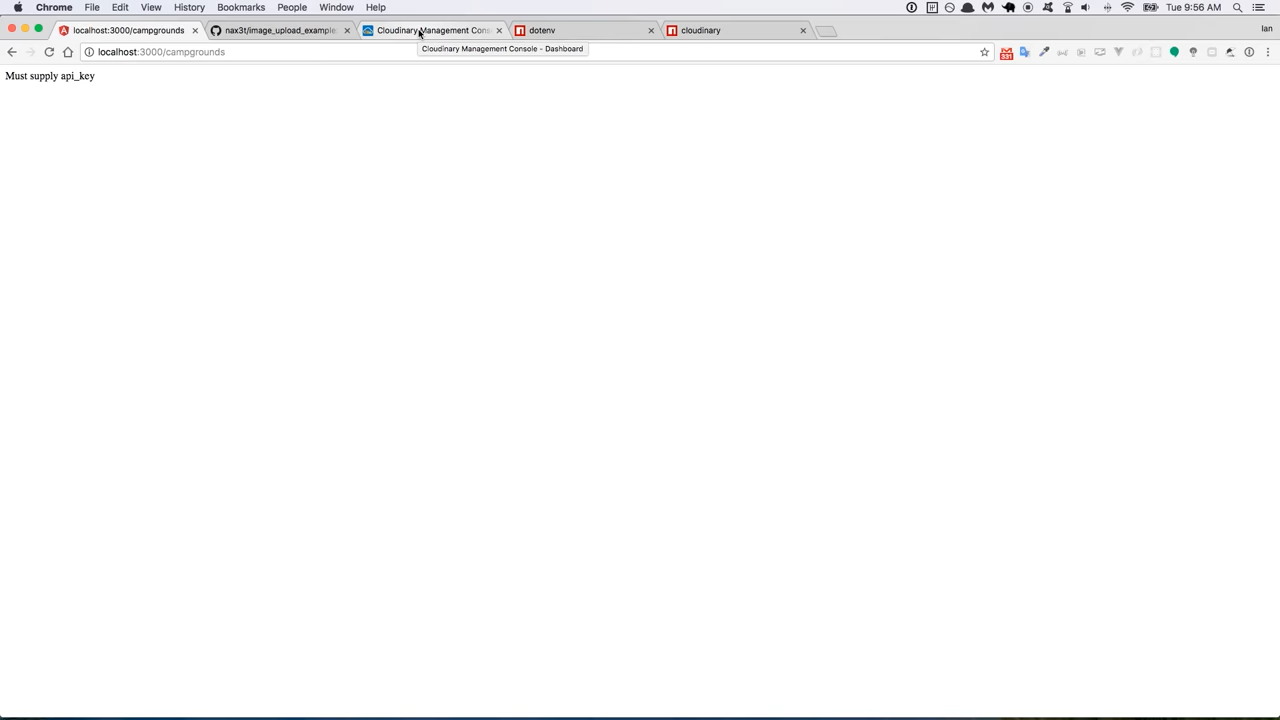 Chrome File Edit View History Bookmarks People Window Help Tue 9:56 AM
localhost:3000/campgrounds nax3t/image_upload_example Cloudinary Management Cons dotenv cloudinary Ian
Cloudinary Management Console - Dashboard
localhost:3000/campgrounds
Must supply api_key